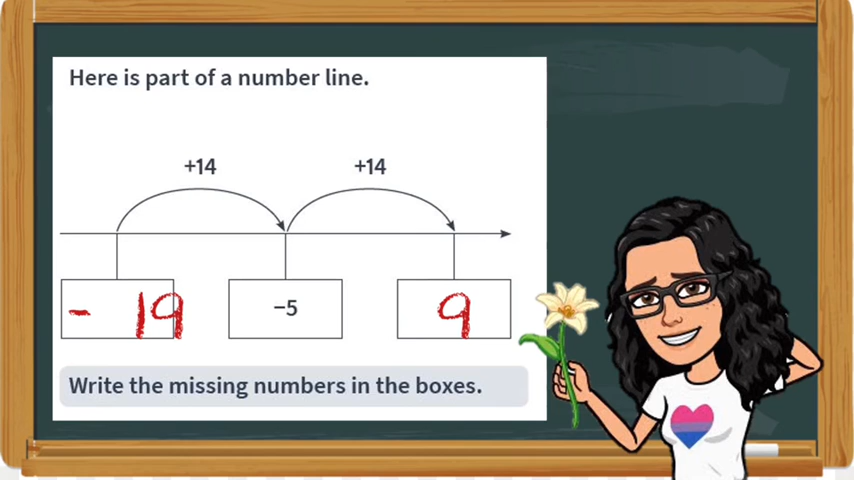 Here is part of a number line.
+14 +14
- 19 −5 9
Write the missing numbers in the boxes.